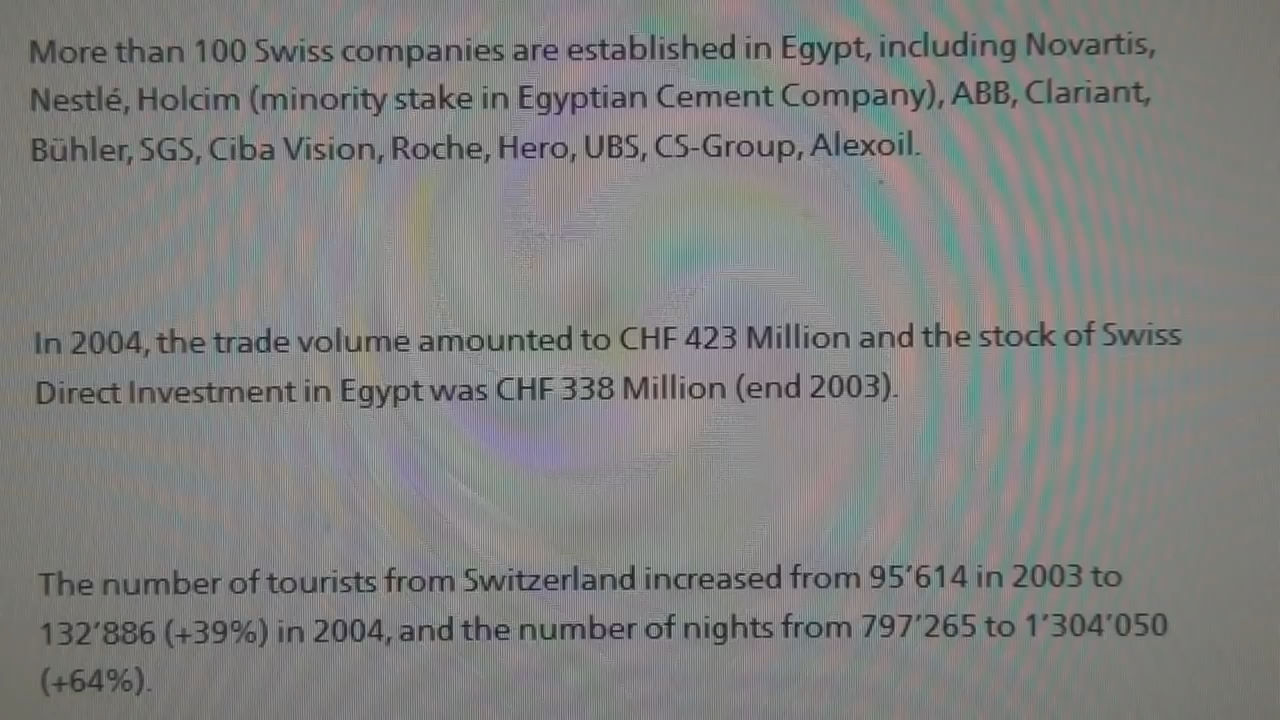 More than 100 Swiss companies are established in Egypt, including Novartis,
Nestlé, Holcim (minority stake in Egyptian Cement Company), ABB, Clariant,
Bühler, SGS, Ciba Vision, Roche, Hero, UBS, CS-Group, Alexoil.
In 2004, the trade volume amounted to CHF 423 Million and the stock of Swiss
Direct Investment in Egypt was CHF 338 Million (end 2003).
The number of tourists from Switzerland increased from 95’614 in 2003 to
132’886 (+39%) in 2004, and the number of nights from 797’265 to 1’304’050
(+64%).